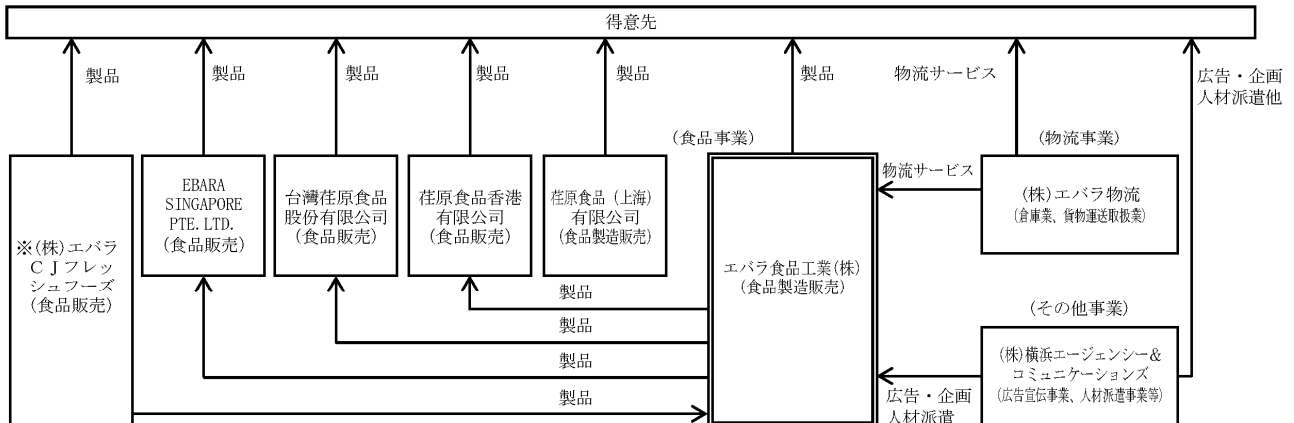 得意先
製品
製品
製品
製品
製品
製品
物流サービス
広告・企画
人材派遣他
(食品事業)
(物流事業)
※(株)エバラ
ＣＪフレッ
シュフーズ
(食品販売)
EBARA
SINGAPORE
PTE.LTD.
(食品販売)
台灣荏原食品
股份有限公司
(食品販売)
荏原食品香港
有限公司
(食品販売)
荏原食品（上海）
有限公司
(食品製造販売)
エバラ食品工業(株)
(食品製造販売)
物流サービス
(株)エバラ物流
(倉庫業、貨物運送取扱業)
製品
製品
製品
製品
(その他事業)
(株)横浜エージェンシー＆
コミュニケーションズ
(広告宣伝事業、人材派遣事業等)
広告・企画
人材派遣